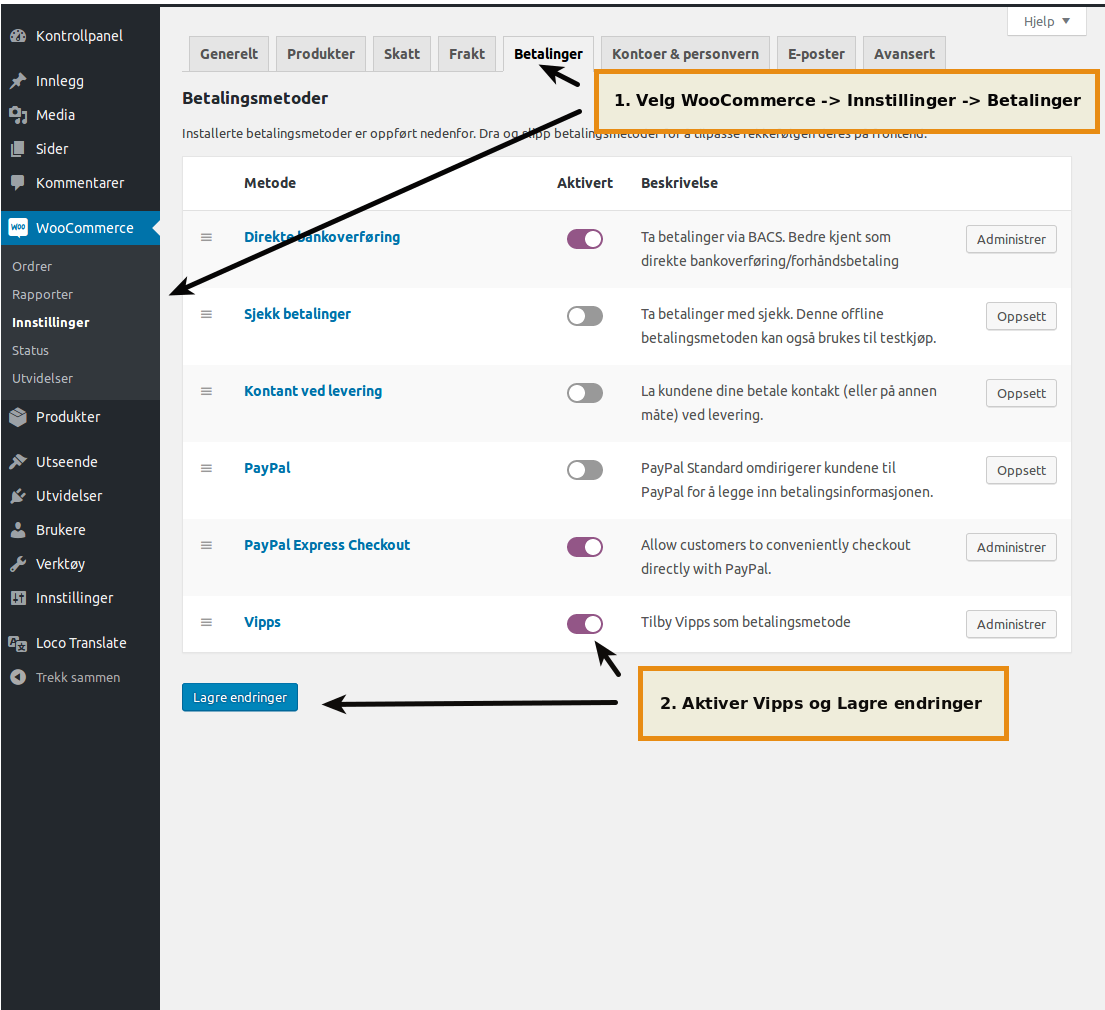 Hjelp
Kontrollpanel
Innlegg
Media
Sider
Kommentarer
woo WooCommerce
Ordrer
Rapporter
Innstillinger
Status
Utvidelser
Produkter
Utseende
Utvidelser
Brukere
Verktøy
Innstillinger
Loco Translate
Trekk sammen
Generelt Produkter Skatt Frakt Betalinger Kontoer & personvern E-poster Avansert
1. Velg WooCommerce -> Innstillinger -> Betalinger
Betalingsmetoder
Installerte betalingsmetoder er oppført nedenfor. Dra og slipp betalingsmetoder for å tilpasse rekkefølgen deres på frontend.
Metode Aktivert Beskrivelse
Direkte bankoverføring
Ta betalinger via BACS. Bedre kjent som
direkte bankoverføring/forhåndsbetaling
Administrer
Sjekk betalinger
Ta betalinger med sjekk. Denne offline
betalingsmetoden kan også brukes til testkjøp.
Oppsett
Kontant ved levering
La kundene dine betale kontakt (eller på annen
måte) ved levering.
Oppsett
PayPal
PayPal Standard omdirigerer kundene til
PayPal for å legge inn betalingsinformasjonen.
Oppsett
PayPal Express Checkout
Allow customers to conveniently checkout
directly with PayPal.
Administrer
Vipps
Tilby Vipps som betalingsmetode
Administrer
Lagre endringer
2. Aktiver Vipps og Lagre endringer